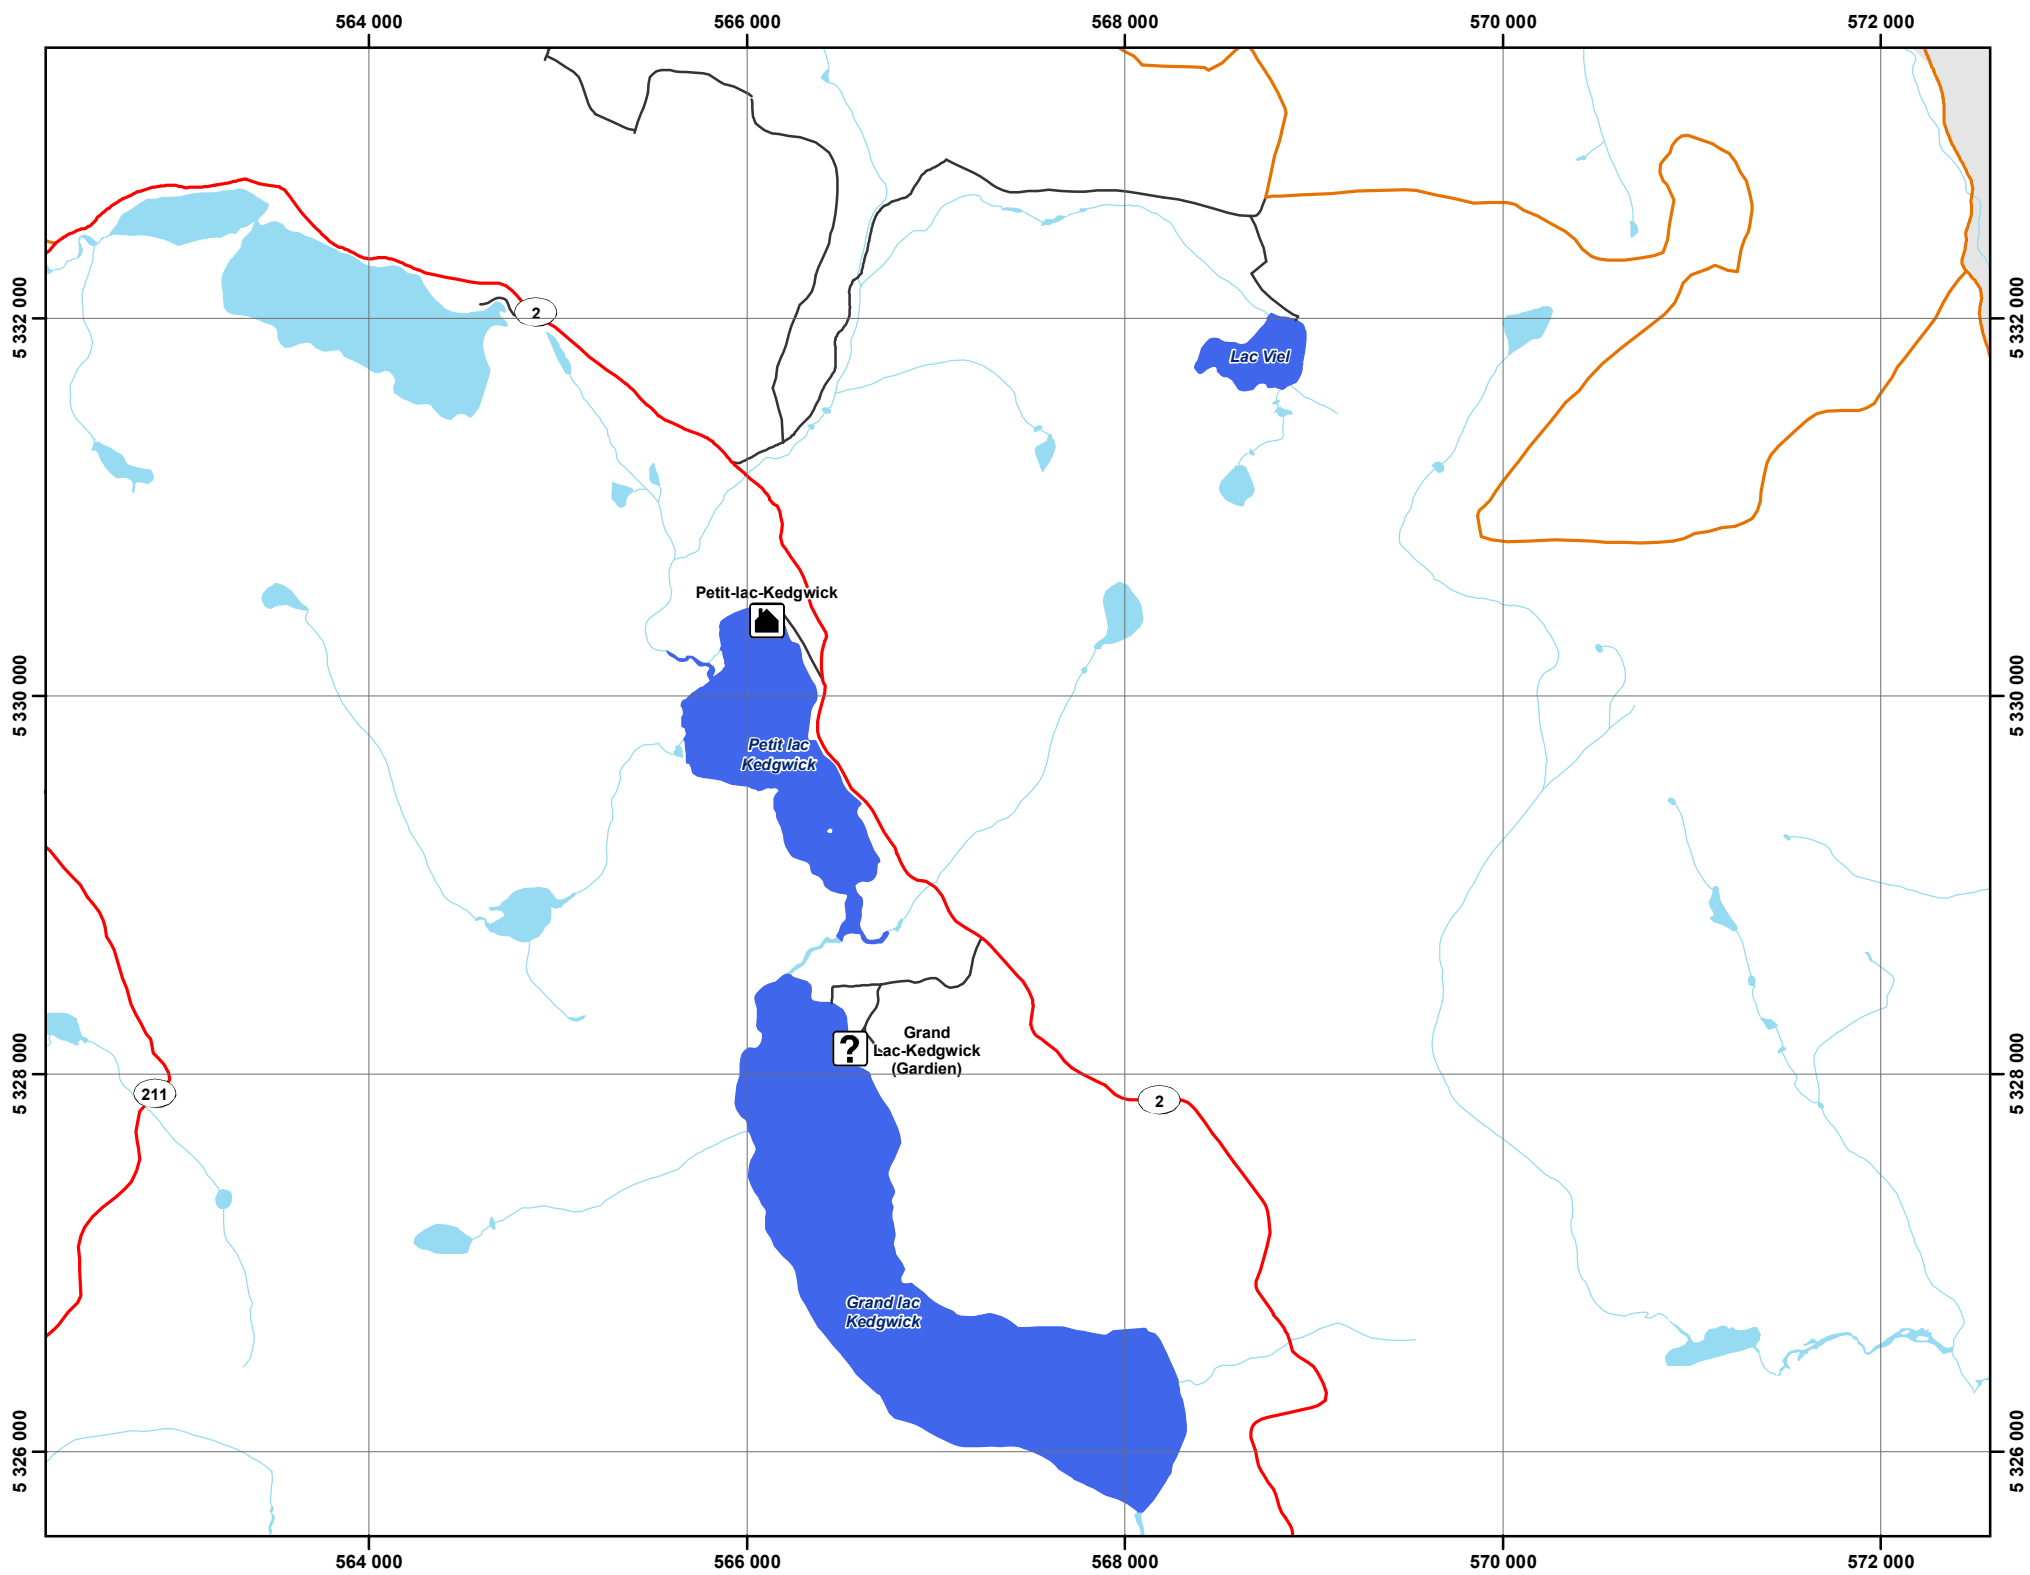 564 000
566 000
568 000
570 000
572 000
5 332 000
5 332 000
2
Lac Viel
Petit-lac-Kedgwick
5 330 000
5 330 000
Petit lac
Kedgwick
?
Grand
Lac-Kedgwick
(Gardien)
5 328 000
5 328 000
211
2
Grand lac
Kedgwick
5 326 000
5 326 000
564 000
566 000
568 000
570 000
572 000